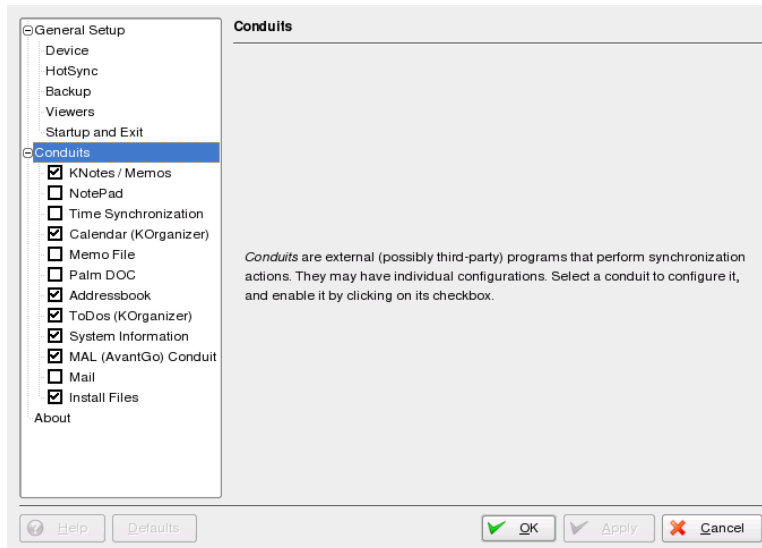 General Setup
Device
HotSync
Backup
Viewers
Startup and Exit
Conduits
KNotes / Memos
NotePad
Time Synchronization
Calendar (KOrganizer)
Memo File
Palm DOC
Addressbook
ToDos (KOrganizer)
System Information
MAL (AvantGo) Conduit
Mail
Install Files
About
Conduits
Conduits are external (possibly third-party) programs that perform synchronization
actions. They may have individual configurations. Select a conduit to configure it,
and enable it by clicking on its checkbox.
Help
Defaults
OK
Apply
Cancel